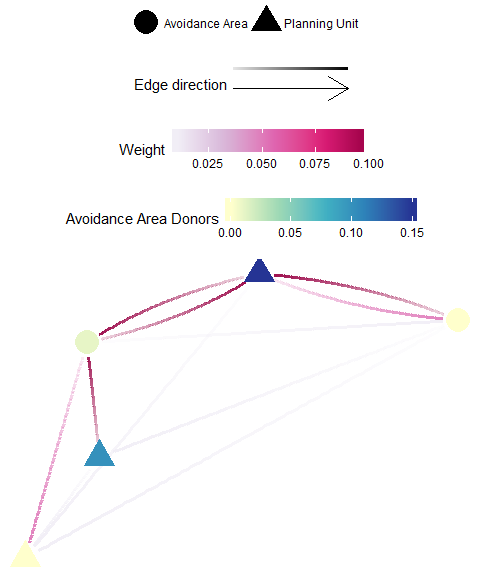 Avoidance Area Planning Unit
Edge direction
Weight
0.025 0.050 0.075 0.100
Avoidance Area Donors
0.00 0.05 0.10 0.15